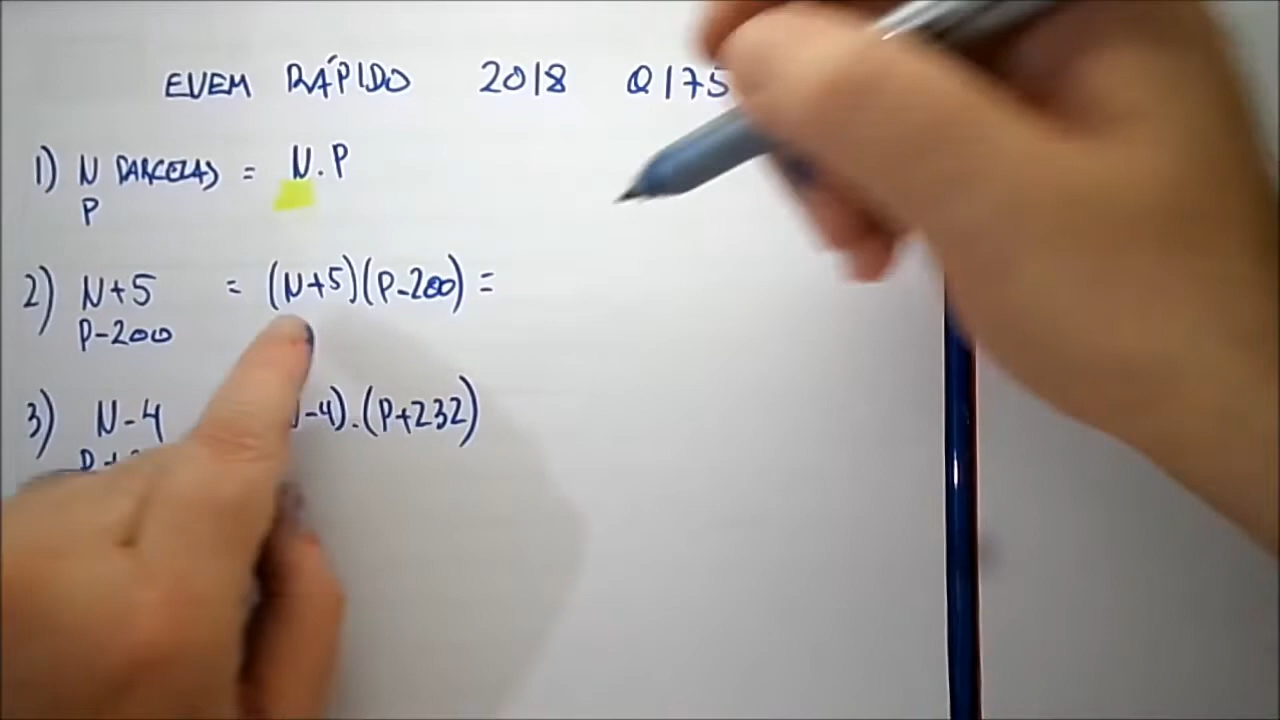 ENEM RÁPIDO 2018 Q175
1) N PARCELAS = N.P
P
2) N+5 = (N+5)(P-200) =
P-200
3) N-4 -4).(P+232)
P+